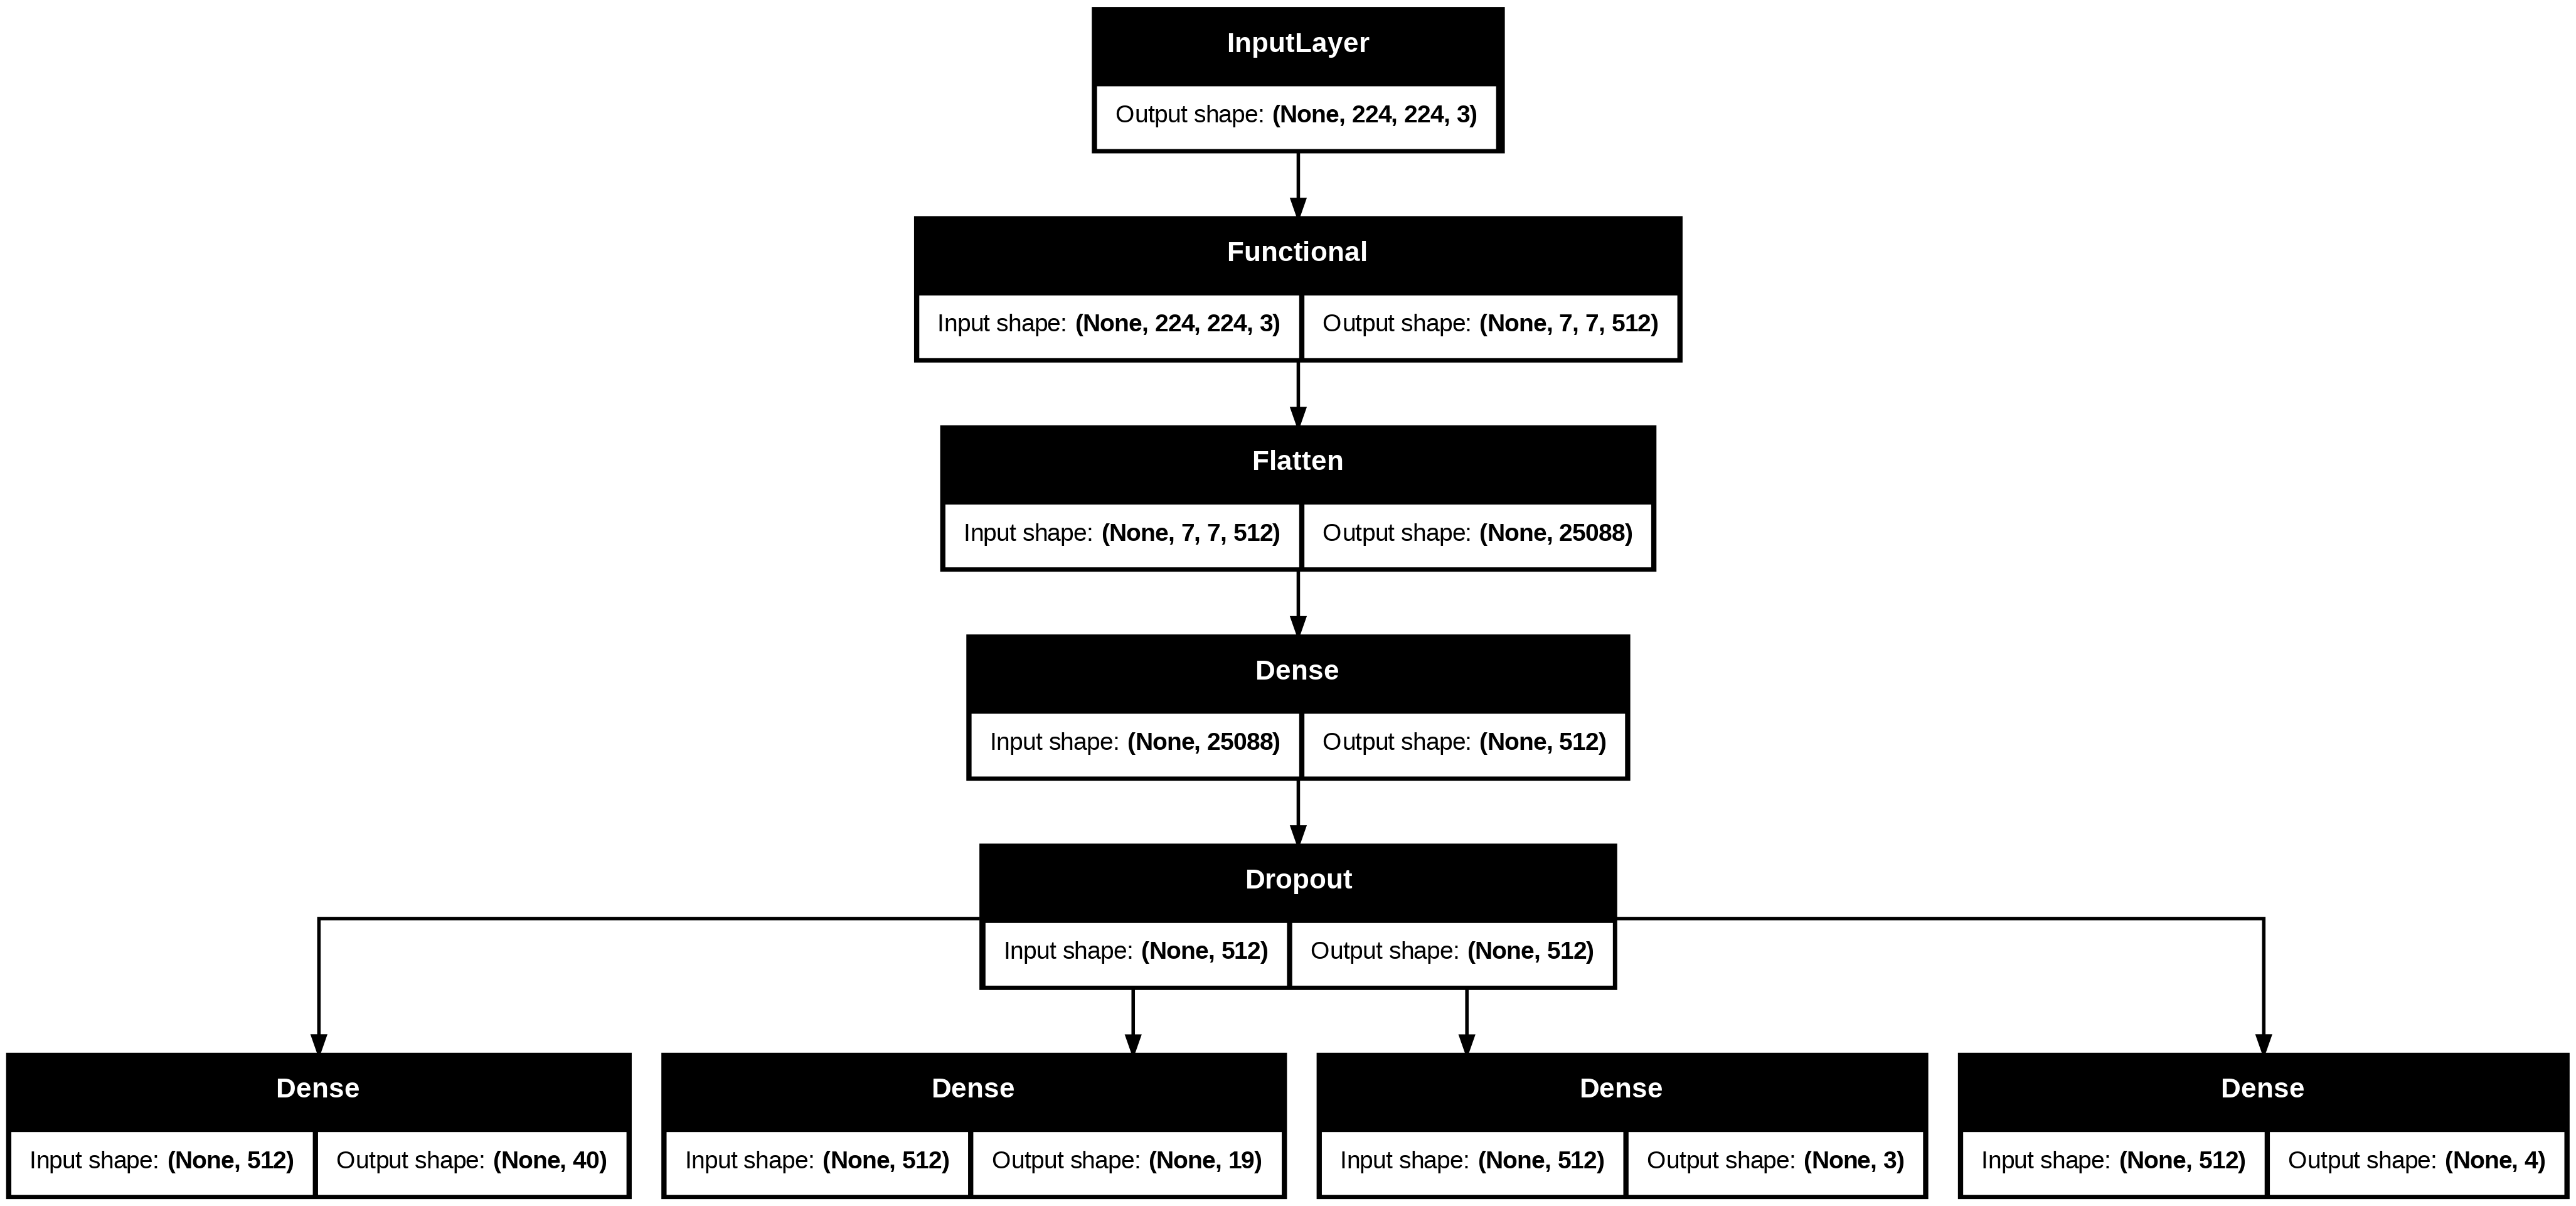 InputLayer
Output shape: (None, 224, 224, 3)
Functional
Input shape: (None, 224, 224, 3) Output shape: (None, 7, 7, 512)
Flatten
Input shape: (None, 7, 7, 512) Output shape: (None, 25088)
Dense
Input shape: (None, 25088) Output shape: (None, 512)
Dropout
Input shape: (None, 512) Output shape: (None, 512)
Dense
Input shape: (None, 512) Output shape: (None, 40)
Dense
Input shape: (None, 512) Output shape: (None, 19)
Dense
Input shape: (None, 512) Output shape: (None, 3)
Dense
Input shape: (None, 512) Output shape: (None, 4)